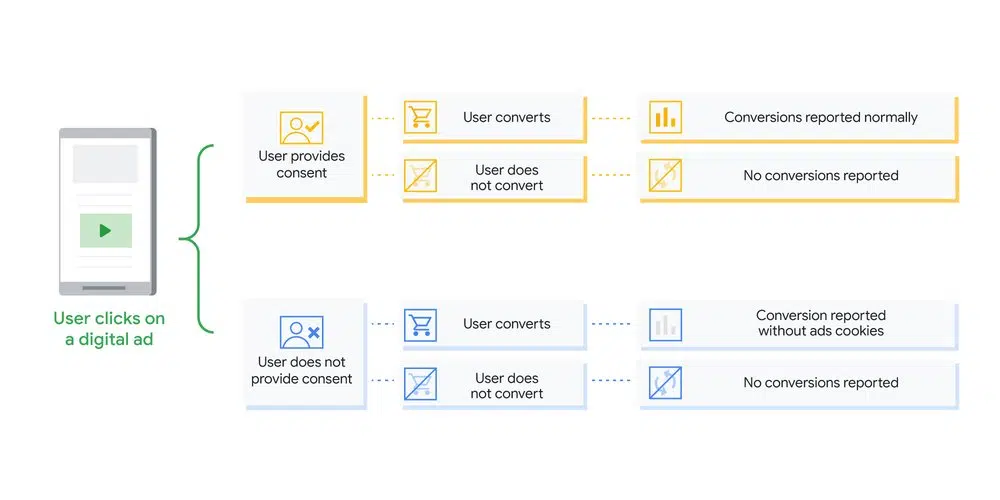 User clicks on
a digital ad
User provides
consent
User converts
Conversions reported normally
User does
not convert
No conversions reported
User does not
provide consent
User converts
Conversion reported
without ads cookies
User does
not convert
No conversions reported